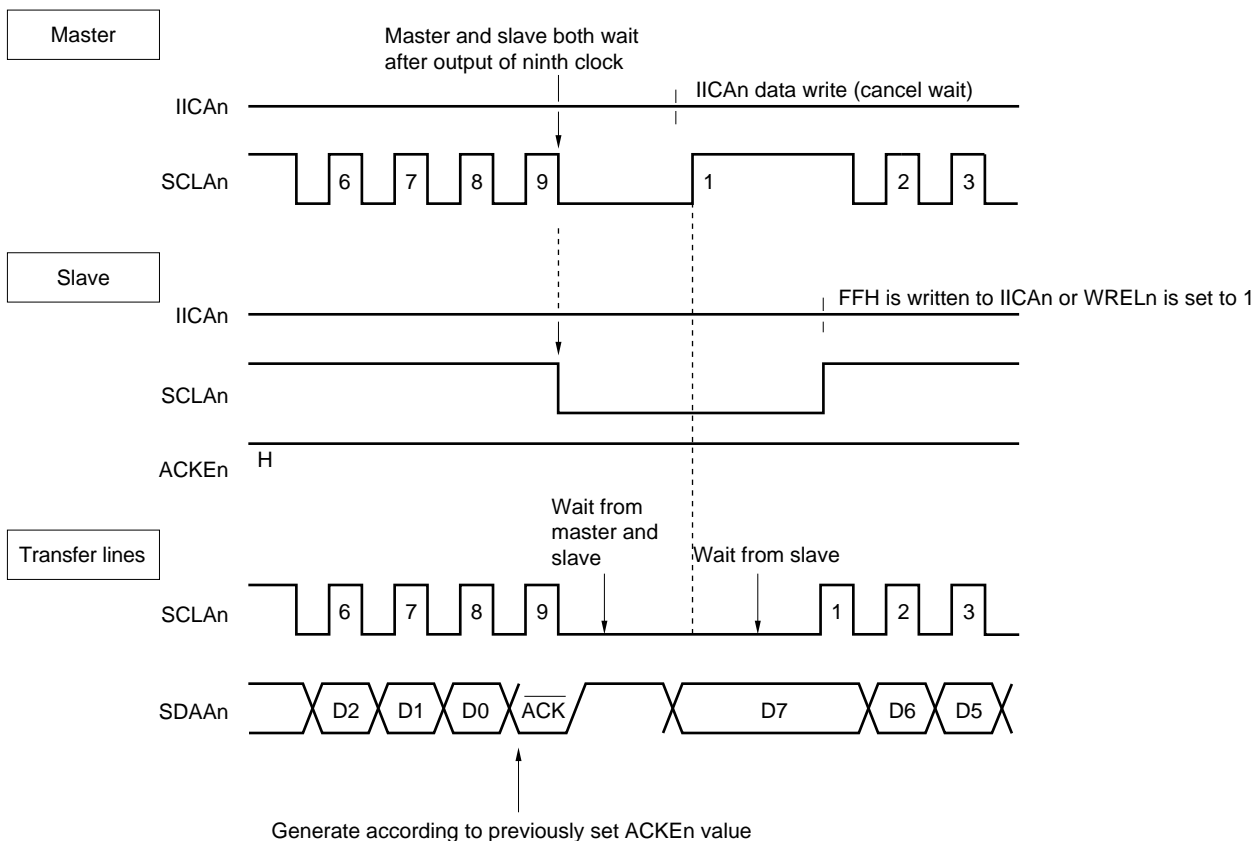 Master
Master and slave both wait
after output of ninth clock
IICAn
IICAn data write (cancel wait)
SCLAn
6 7 8 9 1 2 3
Slave
IICAn
FFH is written to IICAn or WRELn is set to 1
SCLAn
ACKEn
H
Transfer lines
Wait from
master and
slave
Wait from slave
SCLAn
6 7 8 9 1 2 3
SDAAn
D2 D1 D0 ACK D7 D6 D5
Generate according to previously set ACKEn value